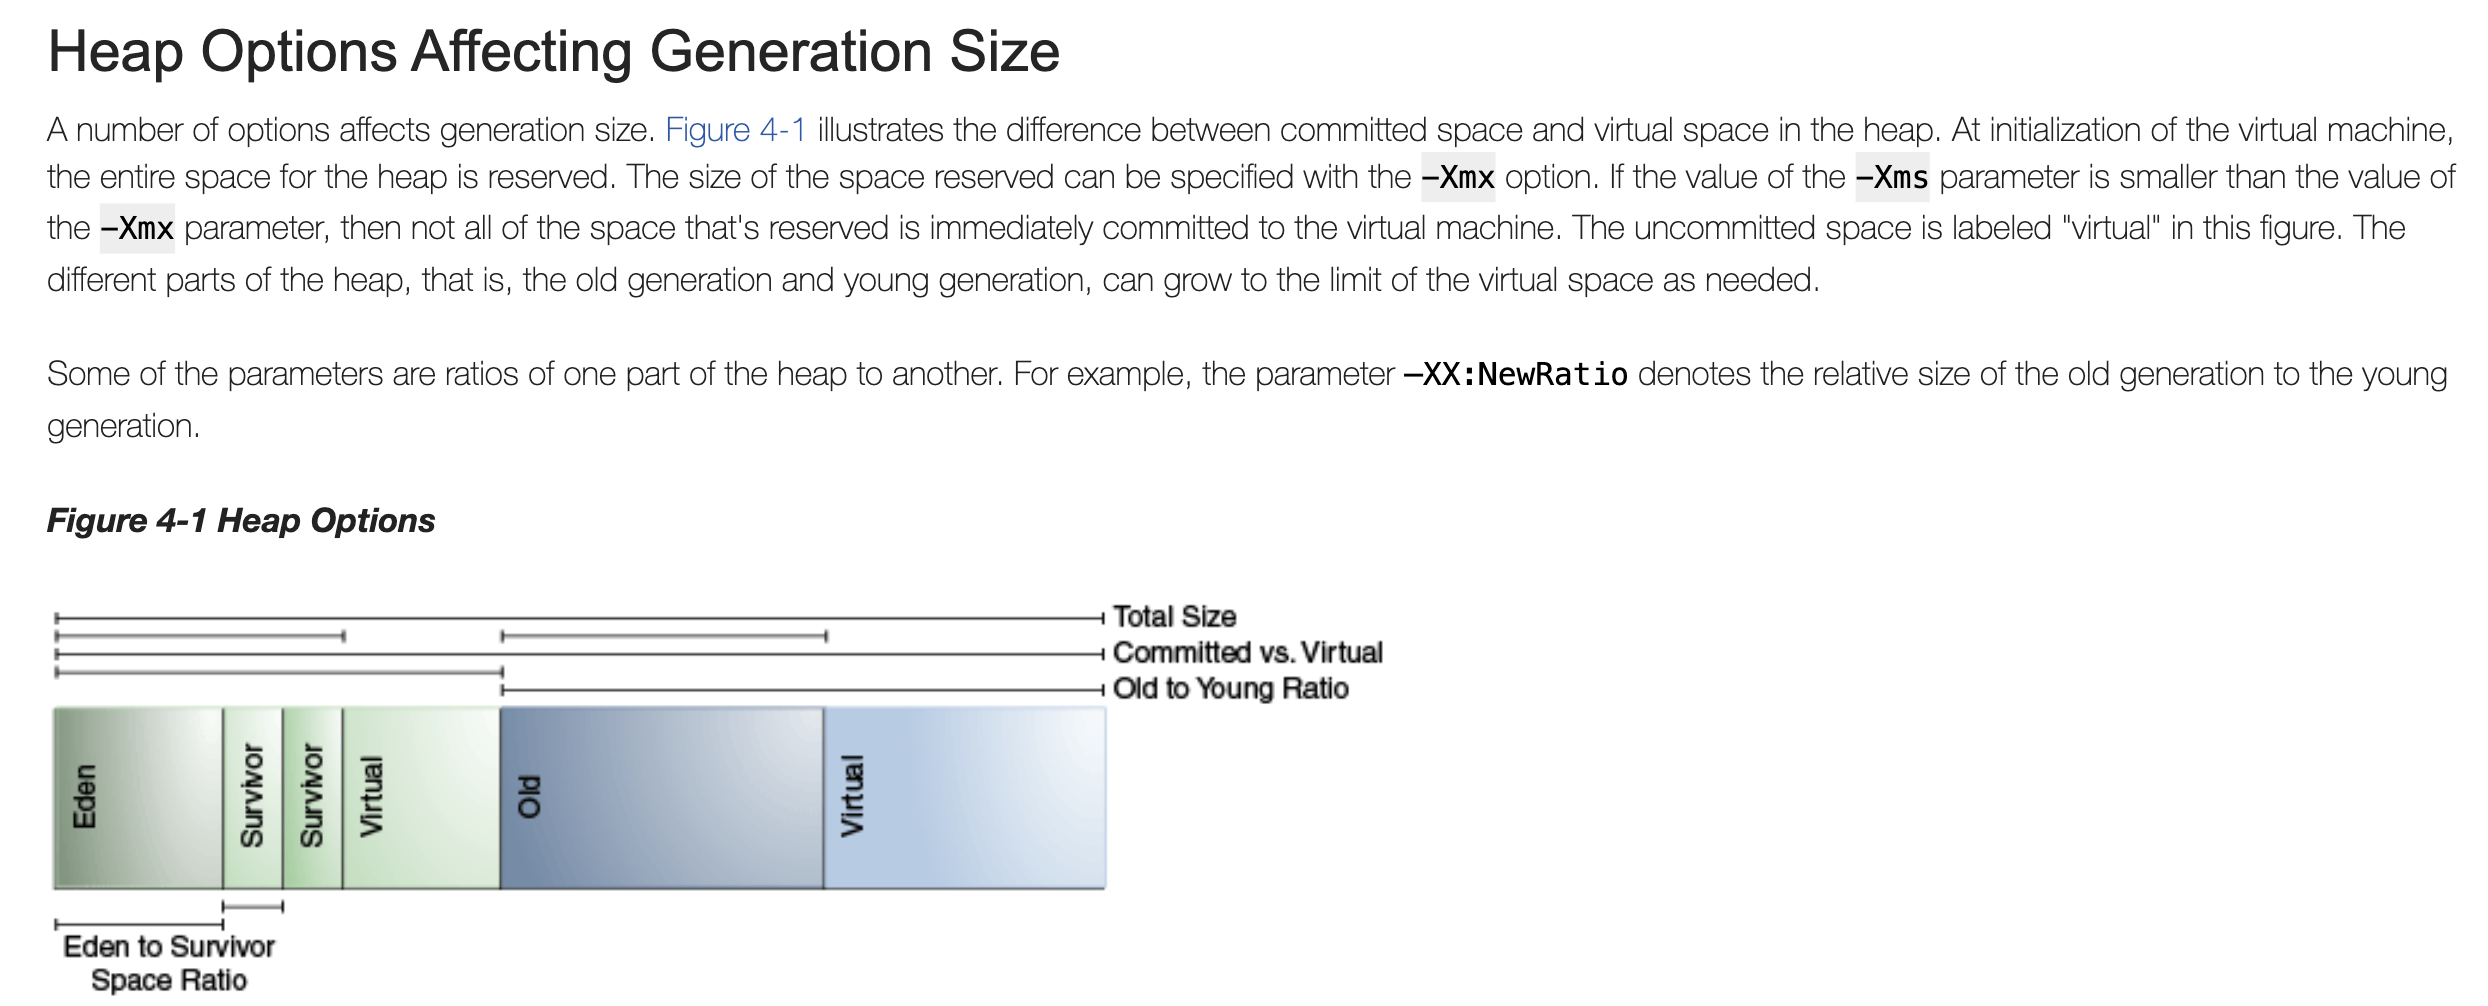 Heap Options Affecting Generation Size
A number of options affects generation size. Figure 4-1 illustrates the difference between committed space and virtual space in the heap. At initialization of the virtual machine,
the entire space for the heap is reserved. The size of the space reserved can be specified with the –Xmx option. If the value of the –Xms parameter is smaller than the value of
the –Xmx parameter, then not all of the space that's reserved is immediately committed to the virtual machine. The uncommitted space is labeled "virtual" in this figure. The
different parts of the heap, that is, the old generation and young generation, can grow to the limit of the virtual space as needed.
Some of the parameters are ratios of one part of the heap to another. For example, the parameter –XX:NewRatio denotes the relative size of the old generation to the young
generation.
Figure 4-1 Heap Options
Total Size
Committed vs. Virtual
Old to Young Ratio
Eden
Survivor
Survivor
Virtual
Old
Virtual
Eden to Survivor
Space Ratio